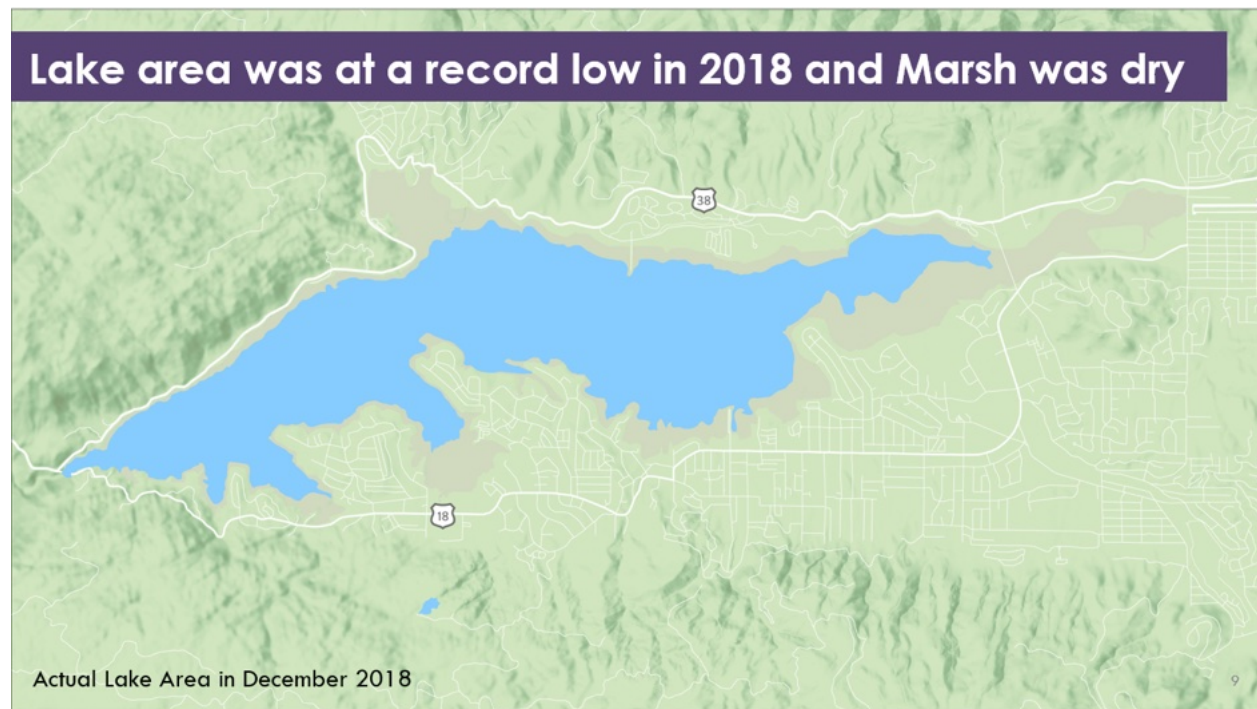 Lake area was at a record low in 2018 and Marsh was dry
38
18
Actual Lake Area in December 2018
9